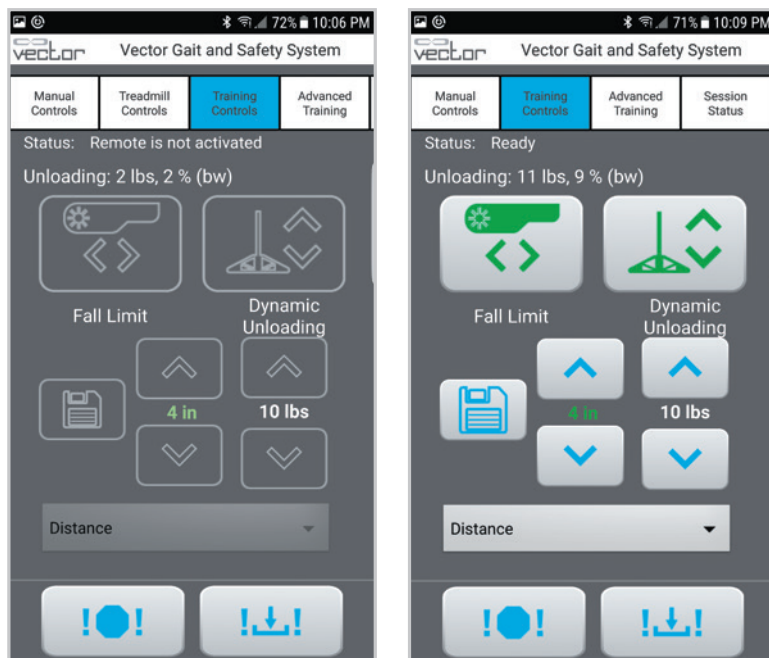 72% 10:06 PM
vector Vector Gait and Safety System
Manual Controls
Treadmill Controls
Training Controls
Advanced Training
Status: Remote is not activated
Unloading: 2 lbs, 2 % (bw)
Fall Limit
Dynamic
Unloading
4 in
10 lbs
Distance
! !
! !
71% 10:09 PM
vector Vector Gait and Safety System
Manual Controls
Training Controls
Advanced Training
Session Status
Status: Ready
Unloading: 11 lbs, 9 % (bw)
Fall Limit
Dynamic
Unloading
4 in
10 lbs
Distance
! !
! !